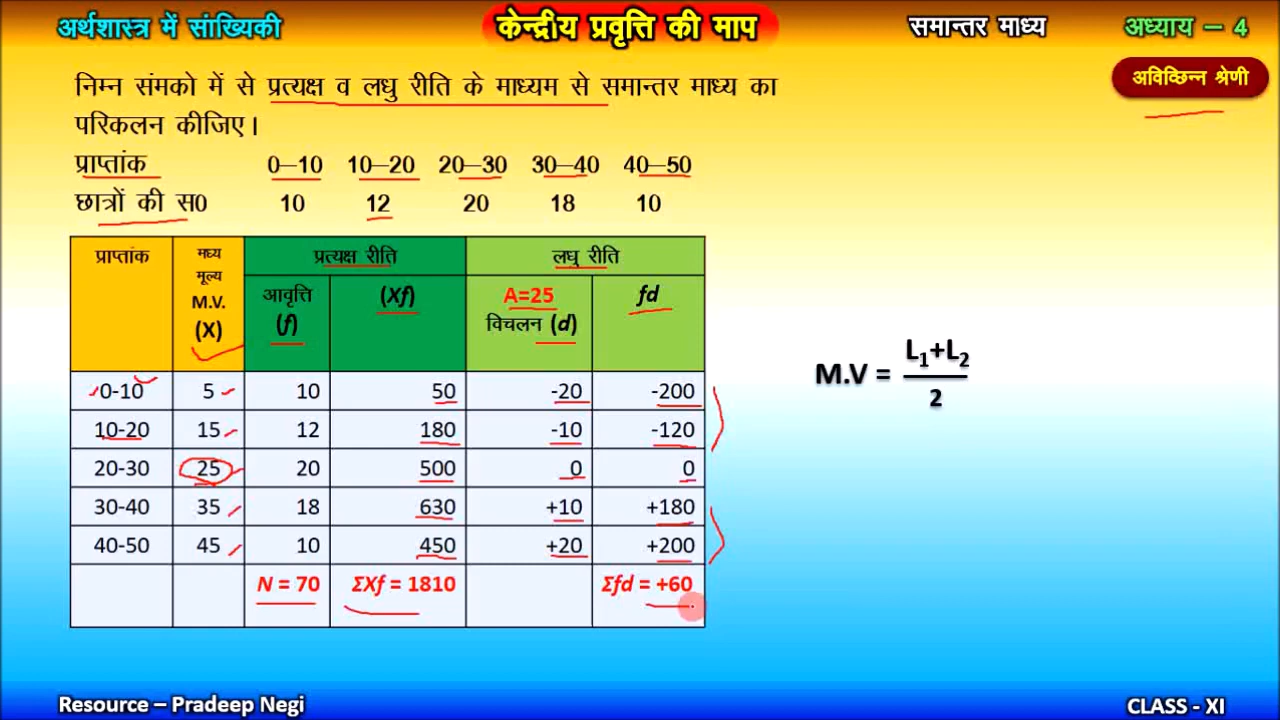 अर्थशास्त्र में सांख्यिकी
केन्द्रीय प्रवृत्ति की माप
समान्तर माध्य
अध्याय – 4
अविच्छिन्न श्रेणी
निम्न संमको में से प्रत्यक्ष व लधु रीति के माध्यम से समान्तर माध्य का
परिकलन कीजिए।
प्राप्तांक 0–10 10–20 20–30 30–40 40–50
छात्रों की स0 10 12 20 18 10
प्राप्तांक
मध्य
मूल्य
M.V.
(X)
प्रत्यक्ष रीति
लघु रीति
आवृत्ति
(f)
(Xf)
A=25
विचलन (d)
fd
0-10 5 10 50 -20 -200
10-20 15 12 180 -10 -120
20-30 25 20 500 0 0
30-40 35 18 630 +10 +180
40-50 45 10 450 +20 +200
N = 70 ΣXf = 1810 Σfd = +60
M.V = L₁+L₂
2
Resource – Pradeep Negi
CLASS - XI